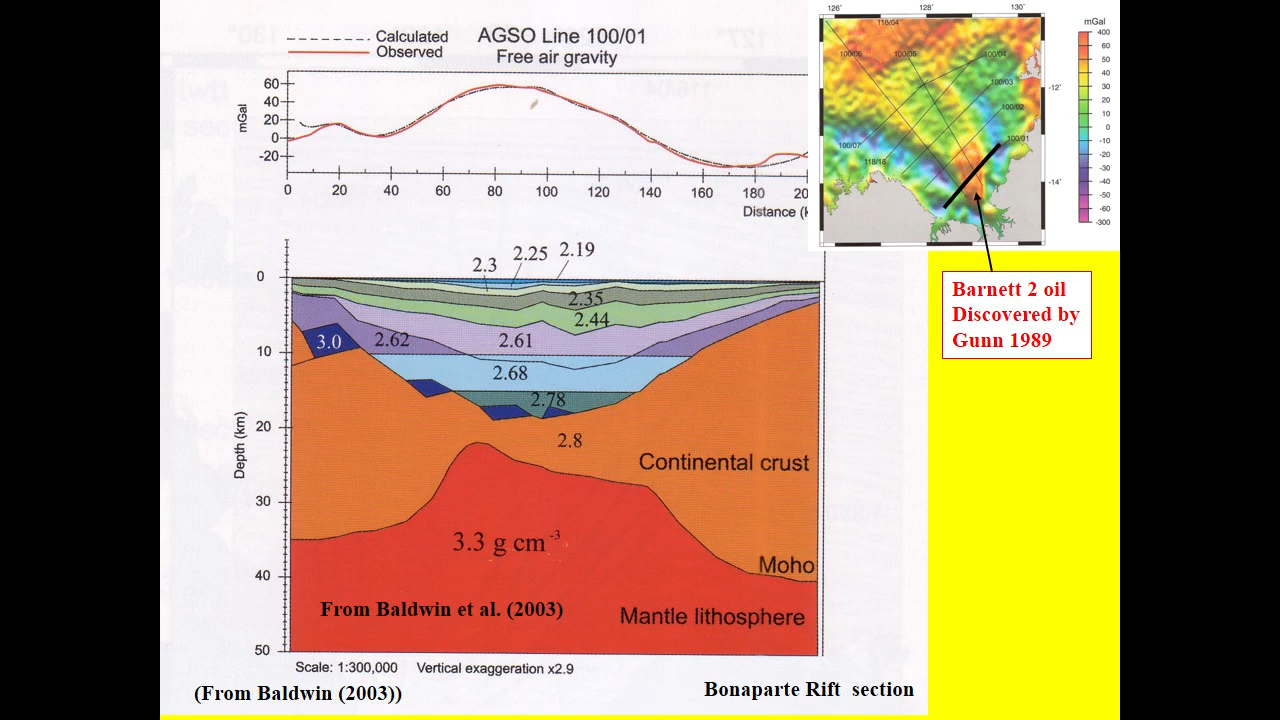 Calculated
Observed
AGSO Line 100/01
Free air gravity
mGal
60
40
20
0
-20
0 20 40 60 80 100 120 140 160 180 20
Distance (k
126° 128° 130°
116/04
100/06 100/05 100/04
100/03
100/02
100/01
100/07
118/18
-12°
-14°
mGal
400
60
50
40
30
20
10
0
-10
-20
-30
-40
-50
-60
-300
Barnett 2 oil
Discovered by
Gunn 1989
2.3 2.25 2.19
2.35
2.44
3.0 2.62 2.61
2.68
2.78
2.8
Continental crust
3.3 g cm⁻³
Moho
Mantle lithosphere
From Baldwin et al. (2003)
Depth (km)
0
10
20
30
40
50
Scale: 1:300,000 Vertical exaggeration x2.9
(From Baldwin (2003))
Bonaparte Rift section